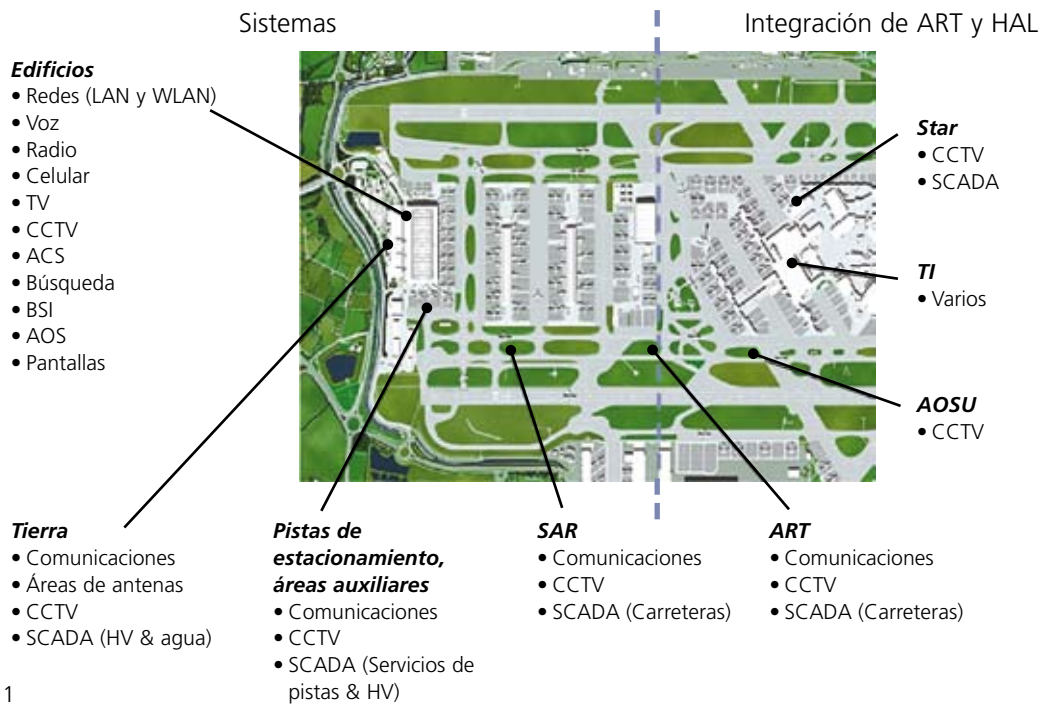 Sistemas
Integración de ART y HAL
Edificios
• Redes (LAN y WLAN)
• Voz
• Radio
• Celular
• TV
• CCTV
• ACS
• Búsqueda
• BSI
• AOS
• Pantallas
Star
• CCTV
• SCADA
TI
• Varios
AOSU
• CCTV
Tierra
• Comunicaciones
• Áreas de antenas
• CCTV
• SCADA (HV & agua)
Pistas de
estacionamiento,
áreas auxiliares
• Comunicaciones
• CCTV
• SCADA (Servicios de
pistas & HV)
SAR
• Comunicaciones
• CCTV
• SCADA (Carreteras)
ART
• Comunicaciones
• CCTV
• SCADA (Carreteras)
1